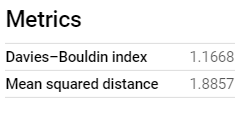 Metrics
Davies–Bouldin index 1.1668
Mean squared distance 1.8857